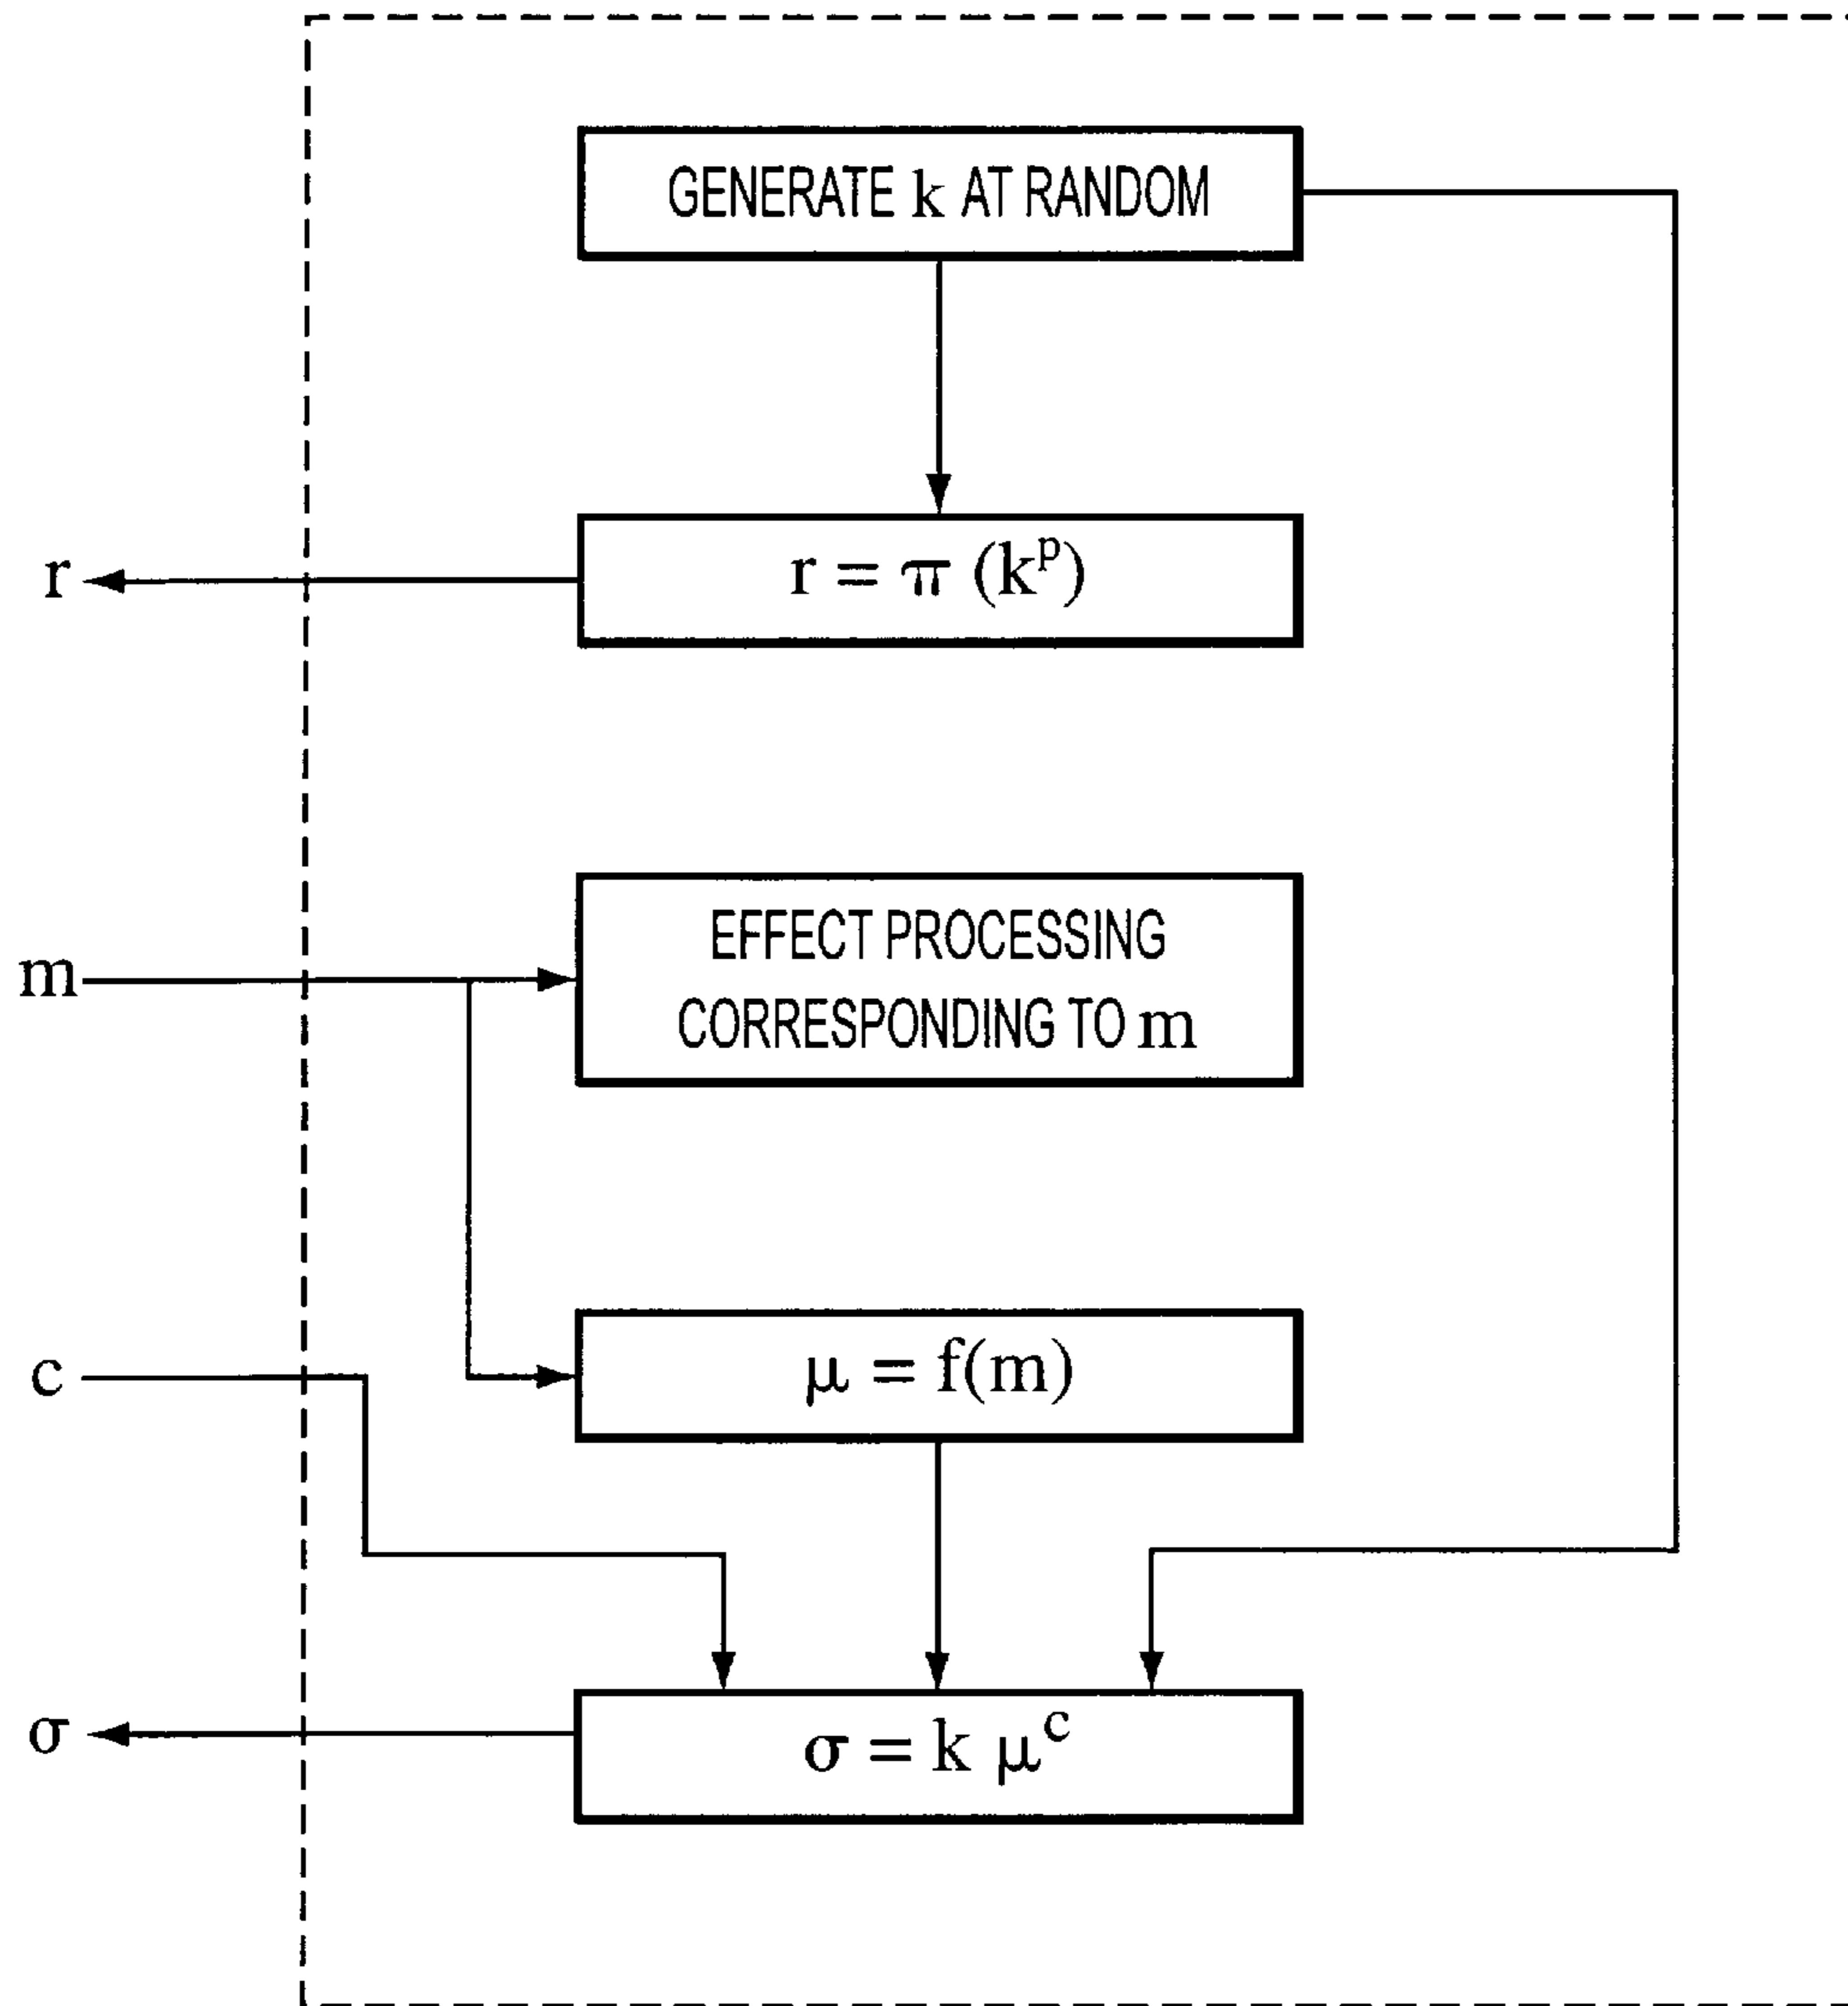 GENERATE k AT RANDOM
r
r = π (k^p)
m
EFFECT PROCESSING
CORRESPONDING TO m
c
μ = f(m)
σ
σ = k μ^c